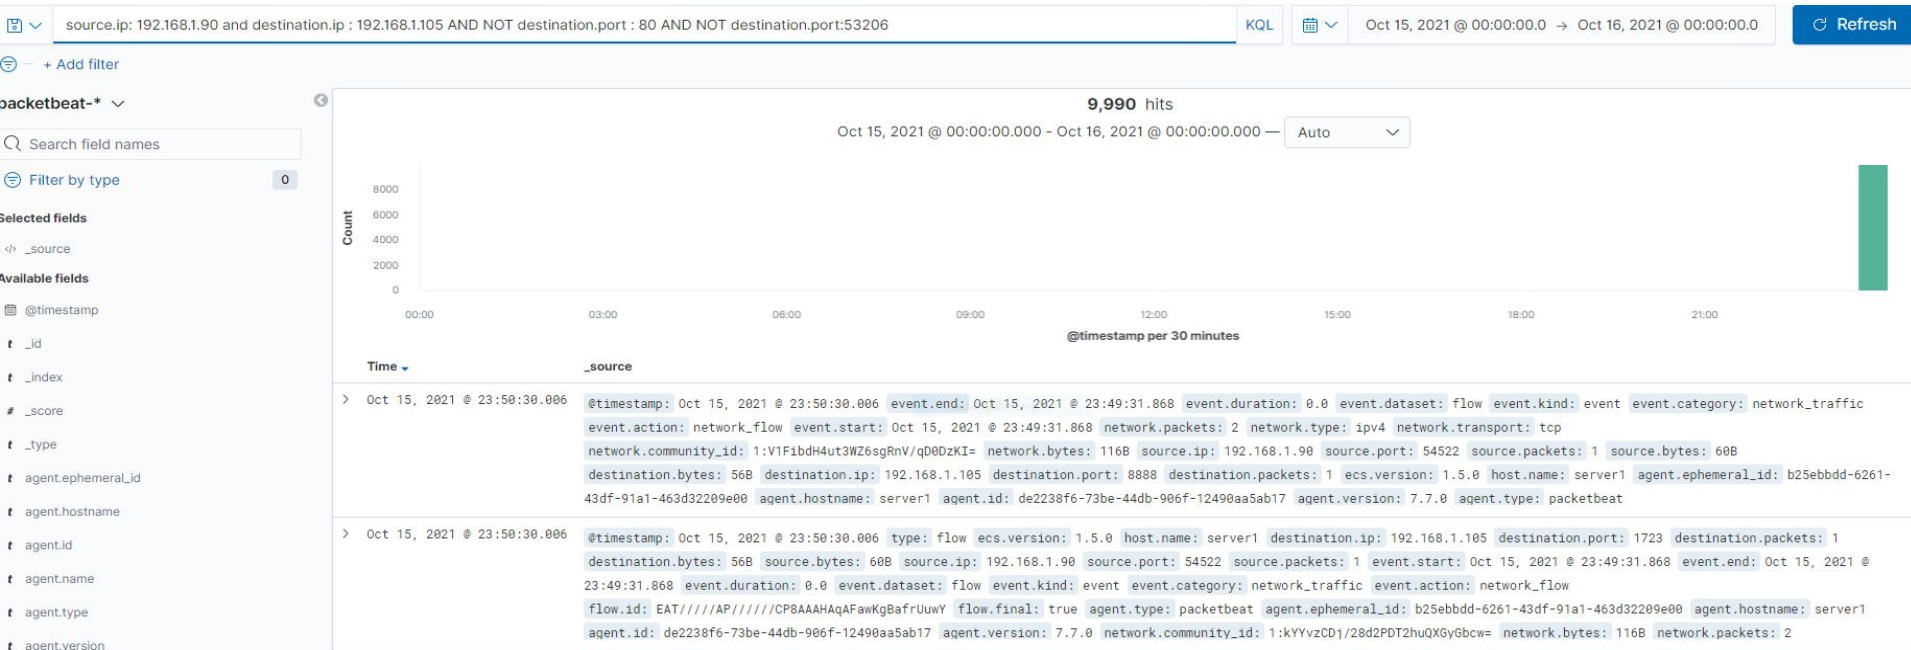 source.ip: 192.168.1.90 and destination.ip : 192.168.1.105 AND NOT destination.port : 80 AND NOT destination.port:53206
KQL
Oct 15, 2021 @ 00:00:00.0 → Oct 16, 2021 @ 00:00:00.0
Refresh
+ Add filter
packetbeat-*
Search field names
Filter by type 0
Selected fields
</> _source
Available fields
@timestamp
t _id
t _index
# _score
t _type
t agent.ephemeral_id
t agent.hostname
t agent.id
t agent.name
t agent.type
t agent.version
9,990 hits
Oct 15, 2021 @ 00:00:00.000 - Oct 16, 2021 @ 00:00:00.000 — Auto
Count
8000
6000
4000
2000
0
00:00 03:00 06:00 09:00 12:00 15:00 18:00 21:00
@timestamp per 30 minutes
Time _source
Oct 15, 2021 @ 23:50:30.006 @timestamp: Oct 15, 2021 @ 23:50:30.006 event.end: Oct 15, 2021 @ 23:49:31.868 event.duration: 0.0 event.dataset: flow event.kind: event event.category: network_traffic
event.action: network_flow event.start: Oct 15, 2021 @ 23:49:31.868 network.packets: 2 network.type: ipv4 network.transport: tcp
network.community_id: 1:V1FibdH4ut3WZ6sgRnV/qD0DzKI= network.bytes: 116B source.ip: 192.168.1.90 source.port: 54522 source.packets: 1 source.bytes: 60B
destination.bytes: 56B destination.ip: 192.168.1.105 destination.port: 8888 destination.packets: 1 ecs.version: 1.5.0 host.name: server1 agent.ephemeral_id: b25ebbdd-6261-
43df-91a1-463d32209e00 agent.hostname: server1 agent.id: de2238f6-73be-44db-906f-12490aa5ab17 agent.version: 7.7.0 agent.type: packetbeat
Oct 15, 2021 @ 23:50:30.006 @timestamp: Oct 15, 2021 @ 23:50:30.006 type: flow ecs.version: 1.5.0 host.name: server1 destination.ip: 192.168.1.105 destination.port: 1723 destination.packets: 1
destination.bytes: 56B source.bytes: 60B source.ip: 192.168.1.90 source.port: 54522 source.packets: 1 event.start: Oct 15, 2021 @ 23:49:31.868 event.end: Oct 15, 2021 @
23:49:31.868 event.duration: 0.0 event.dataset: flow event.kind: event event.category: network_traffic event.action: network_flow
flow.id: EAT/////AP//////CP8AAAHAqAFawKgBafrUuwY flow.final: true agent.type: packetbeat agent.ephemeral_id: b25ebbdd-6261-43df-91a1-463d32209e00 agent.hostname: server1
agent.id: de2238f6-73be-44db-906f-12490aa5ab17 agent.version: 7.7.0 network.community_id: 1:kYYvzCDj/28d2PDT2huQXGyGbcw= network.bytes: 116B network.packets: 2